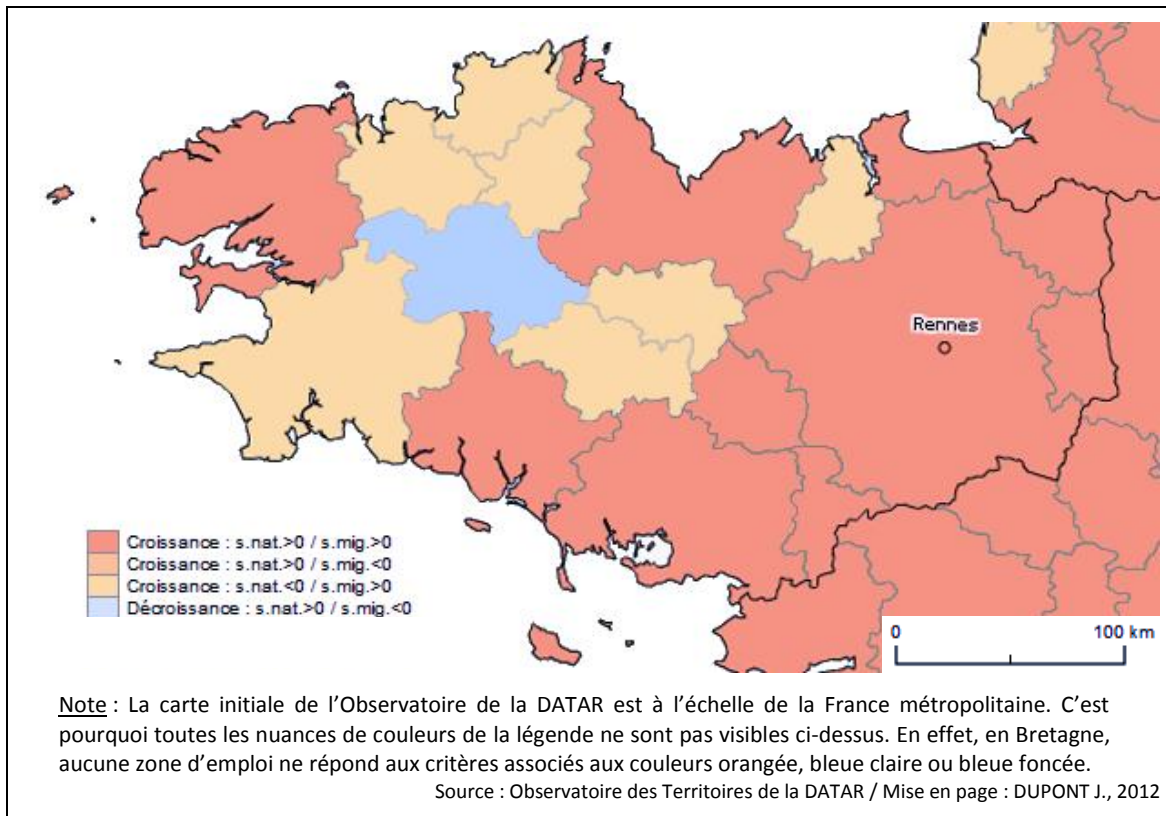 Rennes
Croissance : s.nat.>0 / s.mig.>0
Croissance : s.nat.>0 / s.mig.<0
Croissance : s.nat.<0 / s.mig.>0
Décroissance : s.nat.>0 / s.mig.<0
0 100 km
Note : La carte initiale de l’Observatoire de la DATAR est à l’échelle de la France métropolitaine. C’est
pourquoi toutes les nuances de couleurs de la légende ne sont pas visibles ci-dessus. En effet, en Bretagne,
aucune zone d’emploi ne répond aux critères associés aux couleurs orangée, bleue claire ou bleue foncée.
Source : Observatoire des Territoires de la DATAR / Mise en page : DUPONT J., 2012